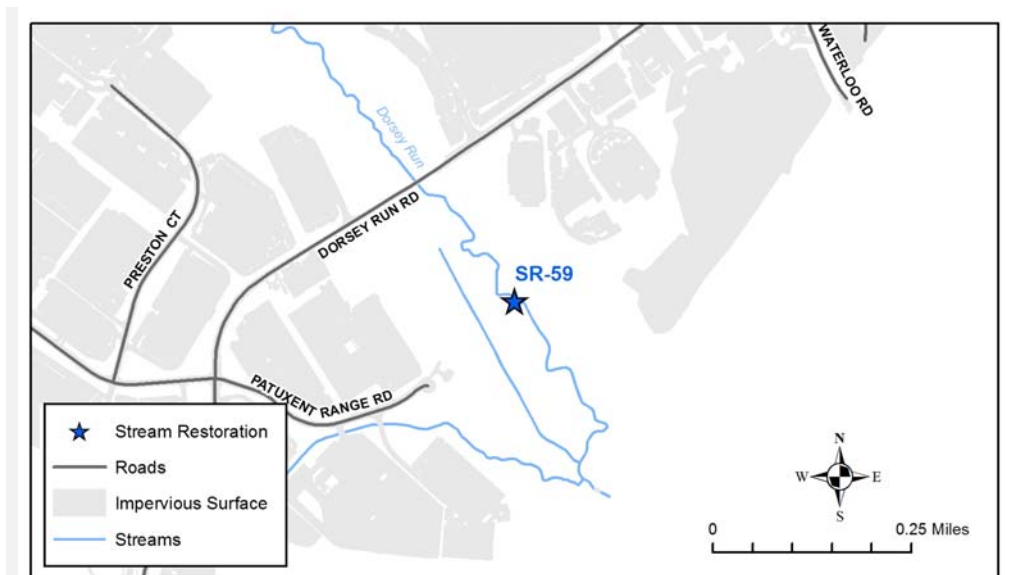 WATERLOO RD
Dorsey Run
DORSEY RUN RD
PRESTON CT
SR-59
PATUXENT RANGE RD
Stream Restoration
Roads
Impervious Surface
Streams
N
W E
S
0 0.25 Miles